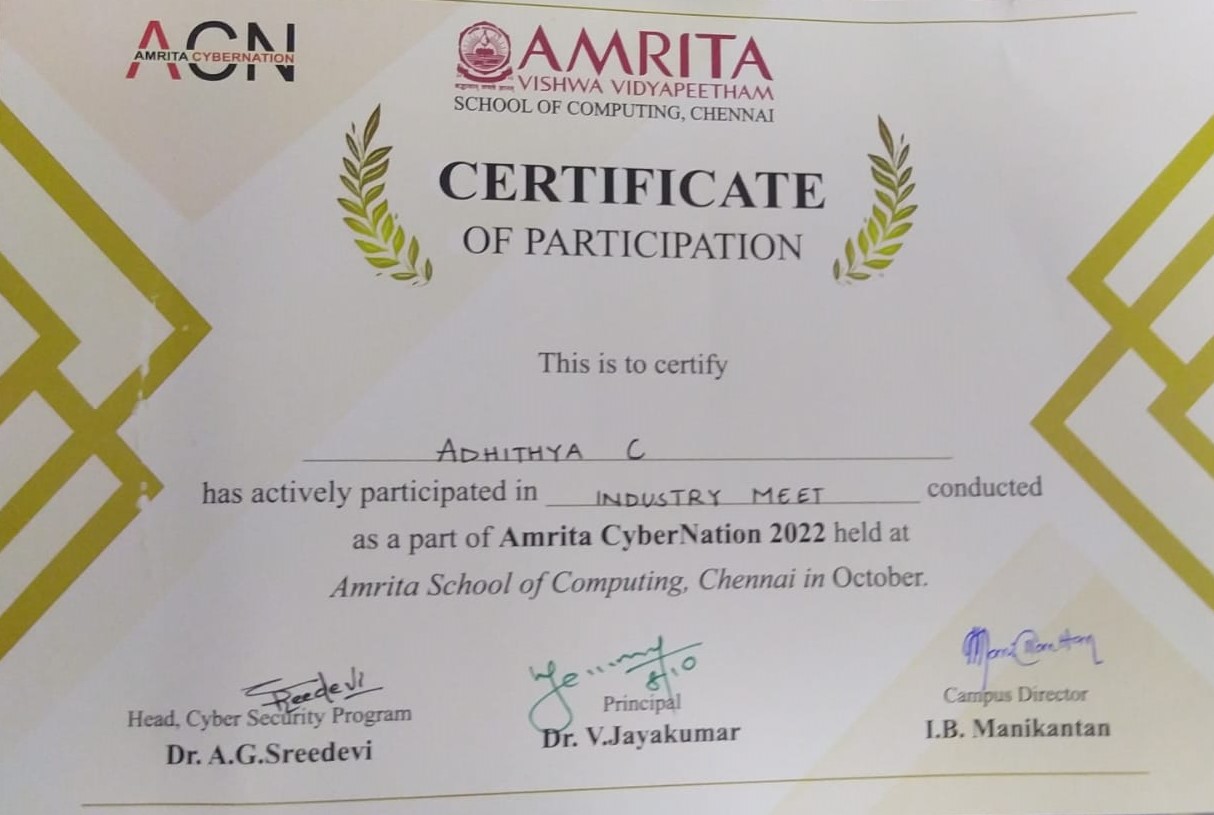 ACN
AMRITA CYBERNATION
AMRITA
VISHWA VIDYAPEETHAM
SCHOOL OF COMPUTING, CHENNAI
CERTIFICATE
OF PARTICIPATION
This is to certify
ADHITHYA C
has actively participated in INDUSTRY MEET conducted
as a part of Amrita CyberNation 2022 held at
Amrita School of Computing, Chennai in October.
Sreedevi
Head, Cyber Security Program
Dr. A.G.Sreedevi
8/10
Principal
Dr. V.Jayakumar
Campus Director
I.B. Manikantan